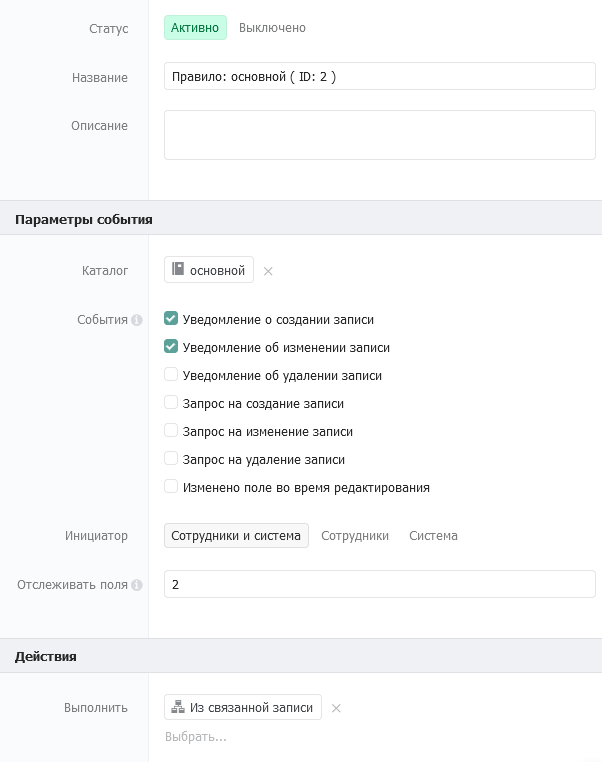 Статус Активно Выключено
Название Правило: основной ( ID: 2 )
Описание
Параметры события
Каталог основной ×
События
Уведомление о создании записи
Уведомление об изменении записи
Уведомление об удалении записи
Запрос на создание записи
Запрос на изменение записи
Запрос на удаление записи
Изменено поле во время редактирования
Инициатор Сотрудники и система Сотрудники Система
Отслеживать поля 2
Действия
Выполнить Из связанной записи ×
Выбрать...